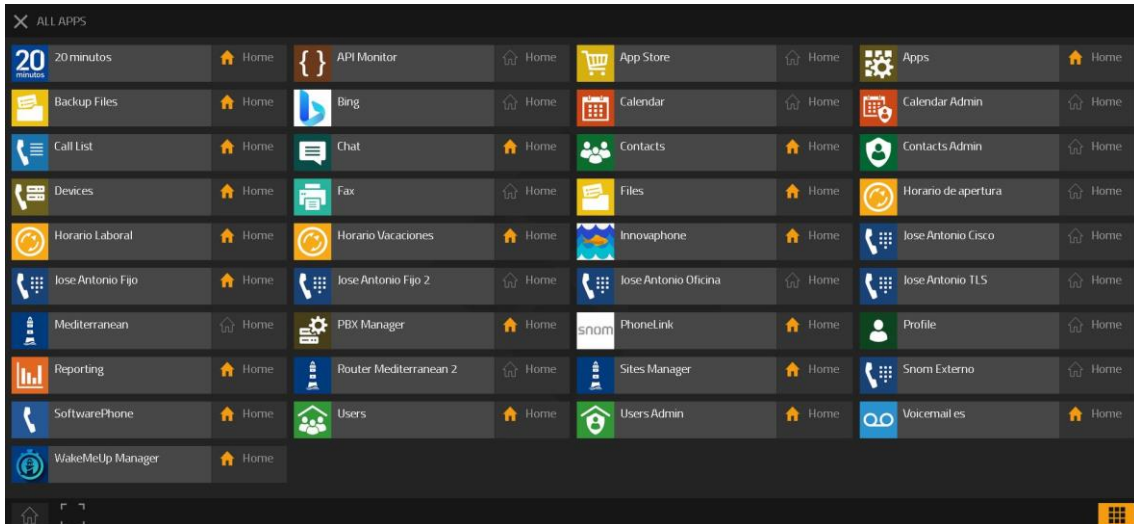 ALL APPS
20 minutos Home API Monitor Home App Store Home Apps Home
Backup Files Home Bing Home Calendar Home Calendar Admin Home
Call List Home Chat Home Contacts Home Contacts Admin Home
Devices Home Fax Home Files Home Horario de apertura Home
Horario Laboral Home Horario Vacaciones Home Innovaphone Home Jose Antonio Cisco Home
Jose Antonio Fijo Home Jose Antonio Fijo 2 Home Jose Antonio Oficina Home Jose Antonio TLS Home
Mediterranean Home PBX Manager Home snom PhoneLink Home Profile Home
Reporting Home Router Mediterranean 2 Home Sites Manager Home Snom Externo Home
SoftwarePhone Home Users Home Users Admin Home Voicemail es Home
WakeMeUp Manager Home